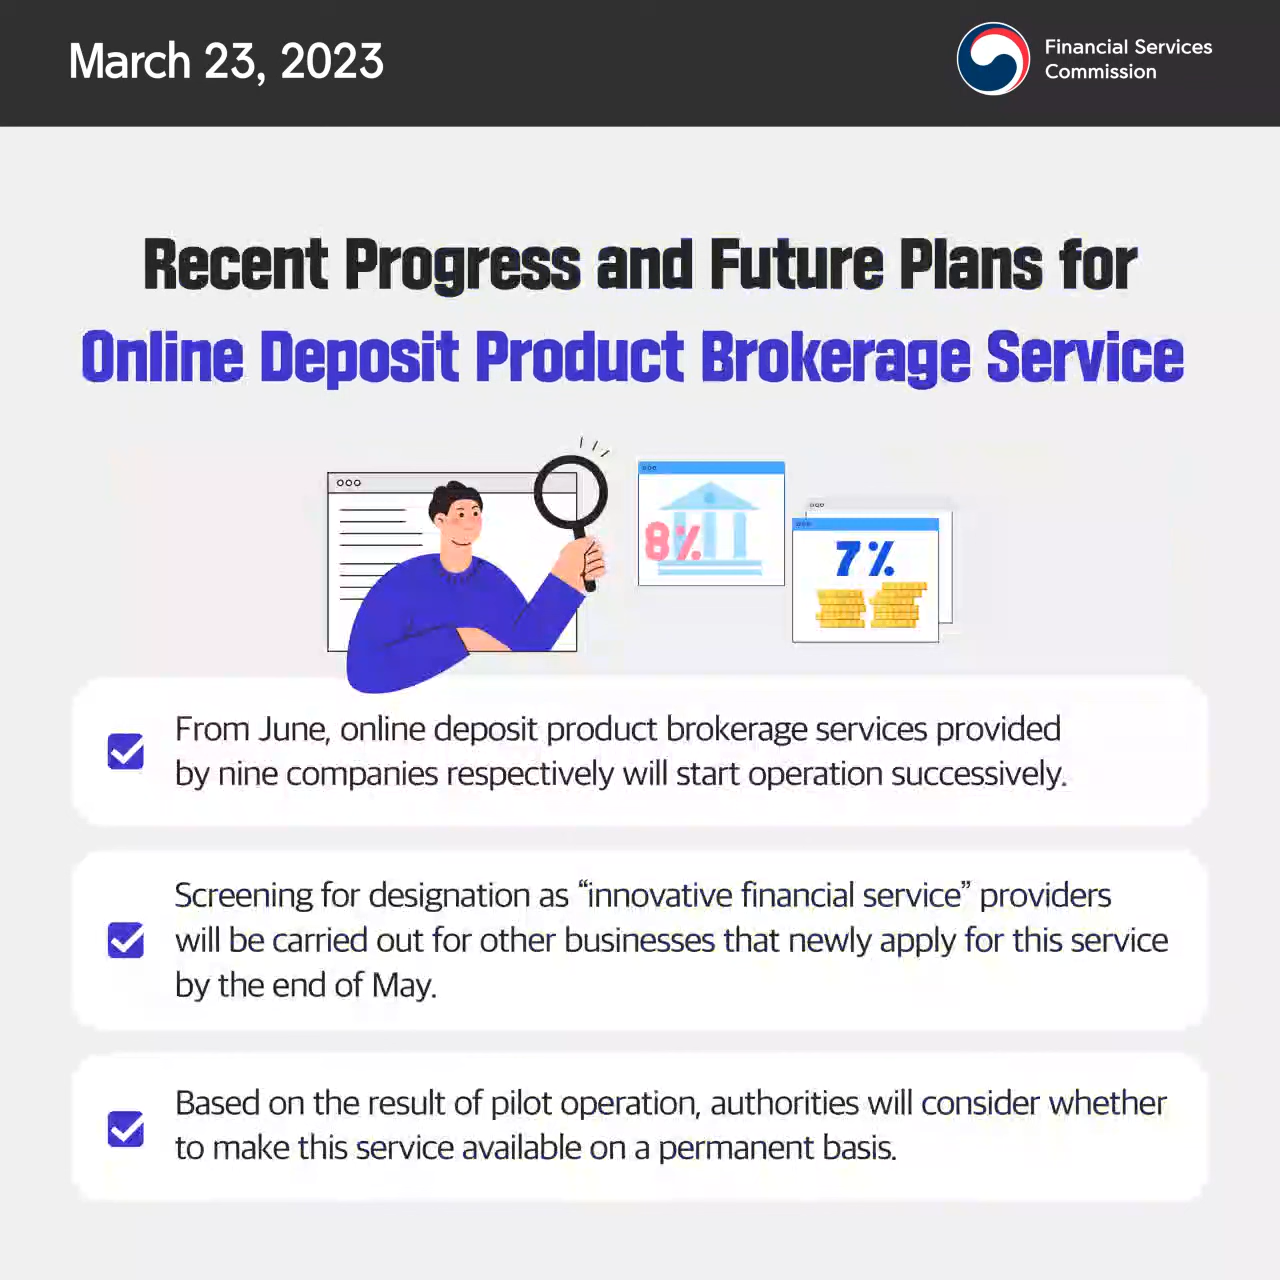 March 23, 2023
Financial Services
Commission
Recent Progress and Future Plans for
Online Deposit Product Brokerage Service
8%
7%
From June, online deposit product brokerage services provided
by nine companies respectively will start operation successively.
Screening for designation as “innovative financial service” providers
will be carried out for other businesses that newly apply for this service
by the end of May.
Based on the result of pilot operation, authorities will consider whether
to make this service available on a permanent basis.